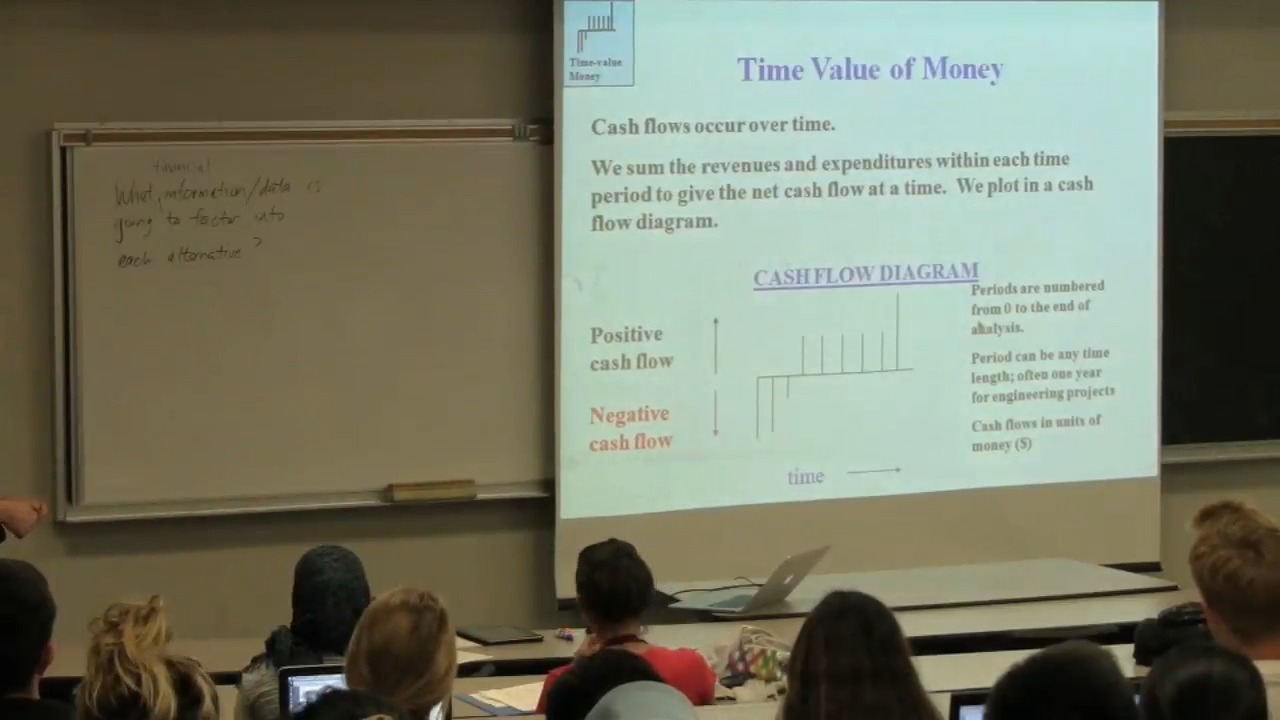 financial
What, information/data is
going to factor into
each alternative ?
Time-value
Money
Time Value of Money
Cash flows occur over time.
We sum the revenues and expenditures within each time
period to give the net cash flow at a time. We plot in a cash
flow diagram.
CASH FLOW DIAGRAM
Positive
cash flow
Negative
cash flow
time
Periods are numbered
from 0 to the end of
analysis.
Period can be any time
length; often one year
for engineering projects
Cash flows in units of
money ($)